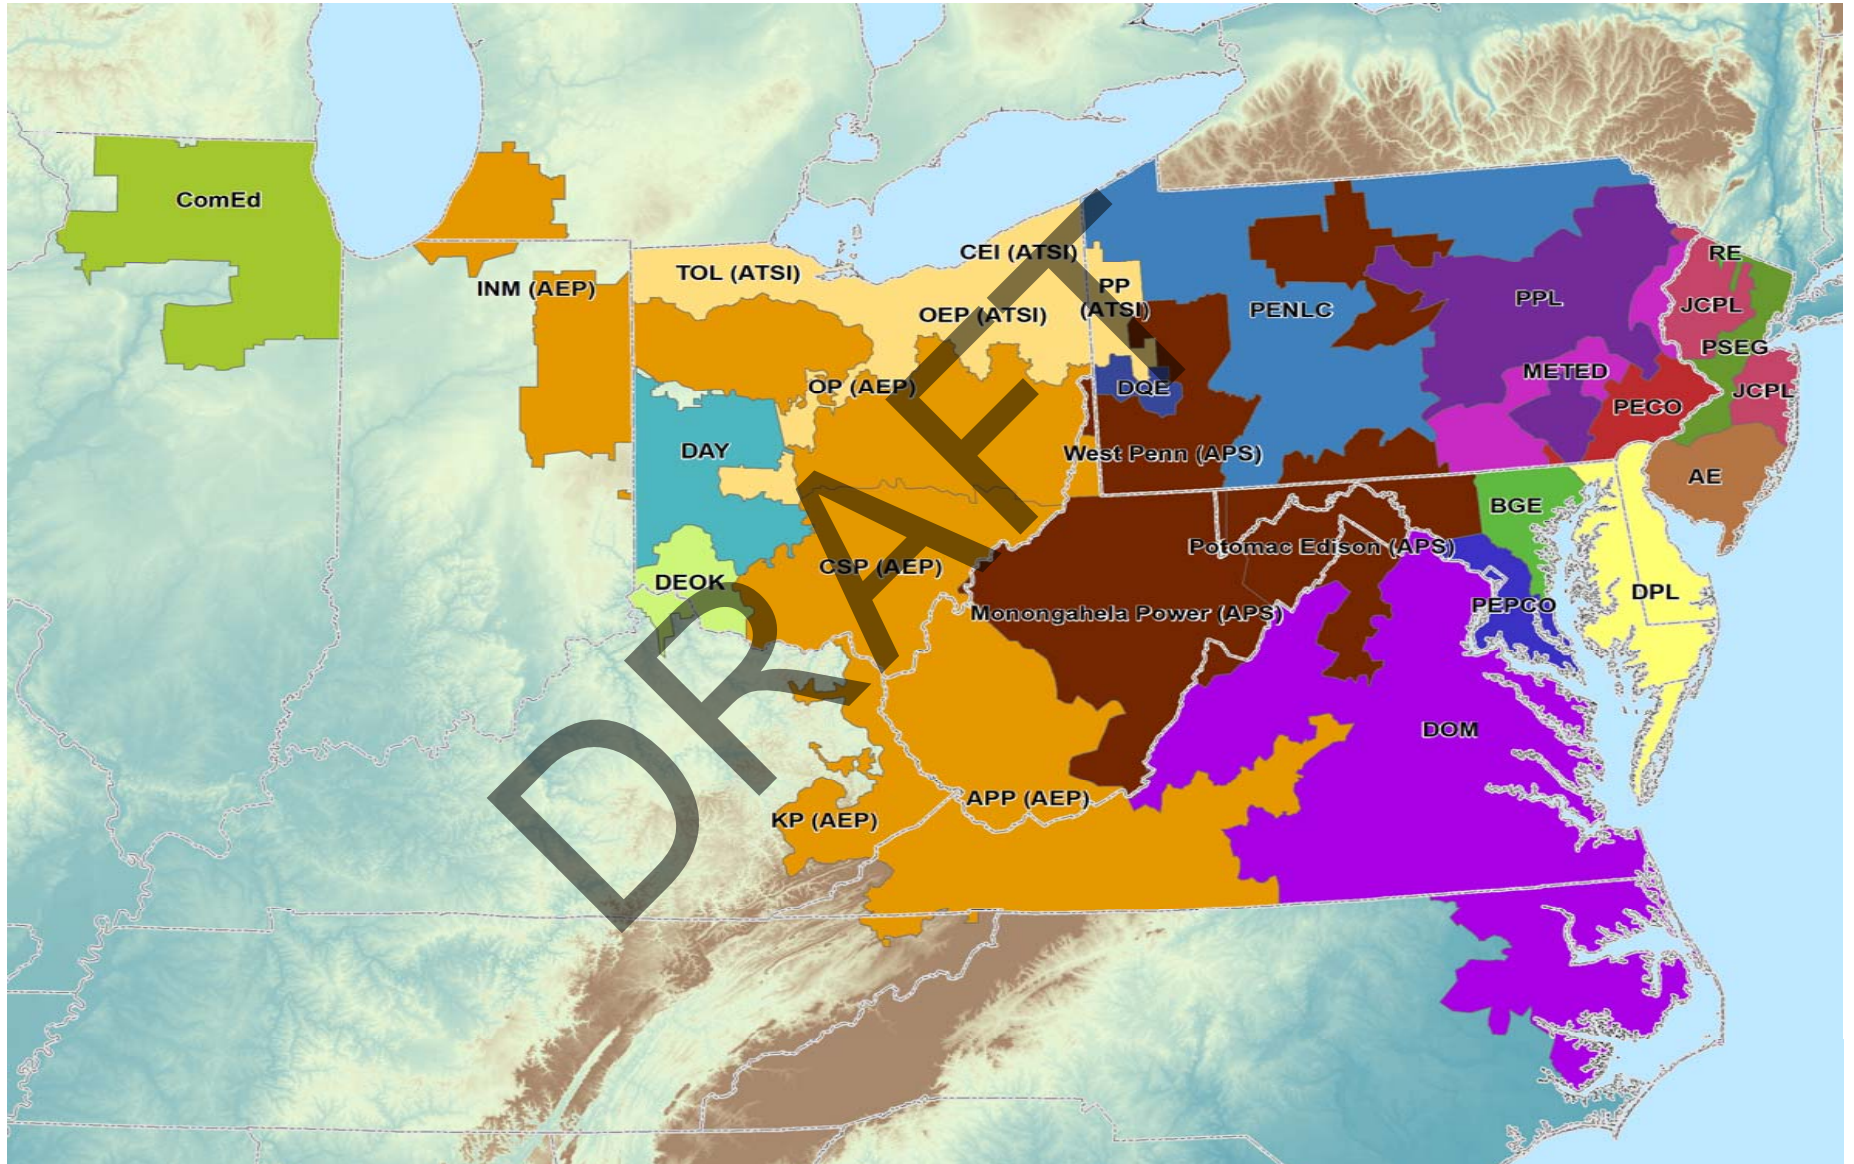 ComEd
RE
CEI (ATSI)
TOL (ATSI)
INM (AEP)
PP
(ATSI)
PPL
JCPL
PENLC
OEP (ATSI)
PSEG
METED
OP (AEP)
DQE
JCPL
PECO
DAY
West Penn (APS)
AE
BGE
Potomac Edison (APS)
CSP (AEP)
DEOK
DPL
PEPCO
Monongahela Power (APS)
DOM
APP (AEP)
KP (AEP)
DRAFT